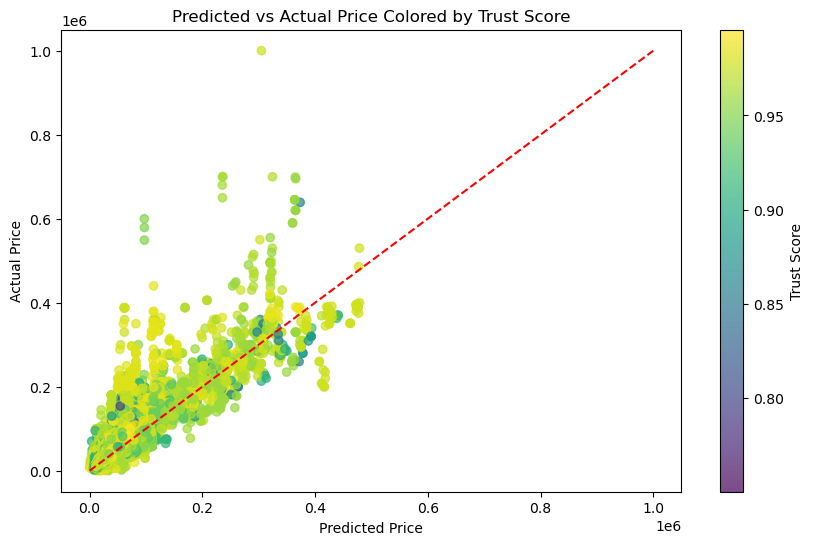 Predicted vs Actual Price Colored by Trust Score
1e6
1.0
0.8
0.6
0.4
0.2
0.0
Actual Price
0.0 0.2 0.4 0.6 0.8 1.0
1e6
Predicted Price
0.95
0.90
0.85
0.80
Trust Score